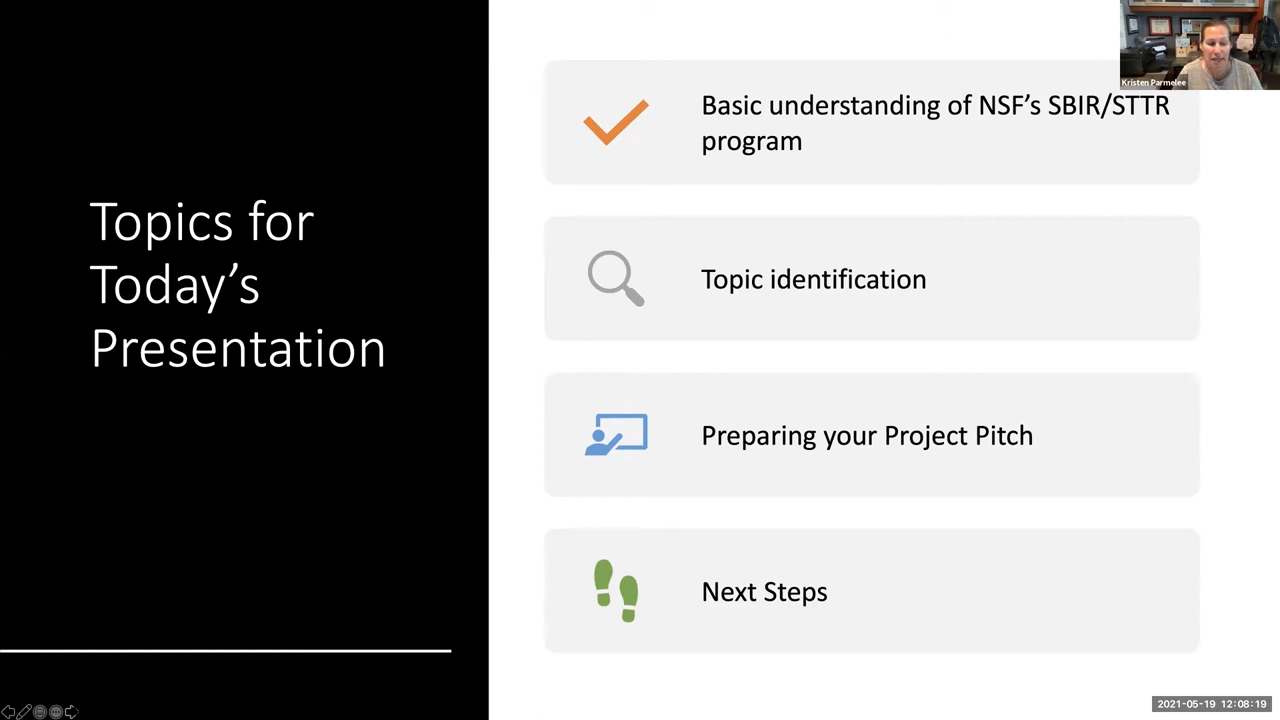 Topics for
Today's
Presentation
Kristen Parmelee
Basic understanding of NSF's SBIR/STTR
program
Topic identification
Preparing your Project Pitch
Next Steps
2021-05-19 12:08:19